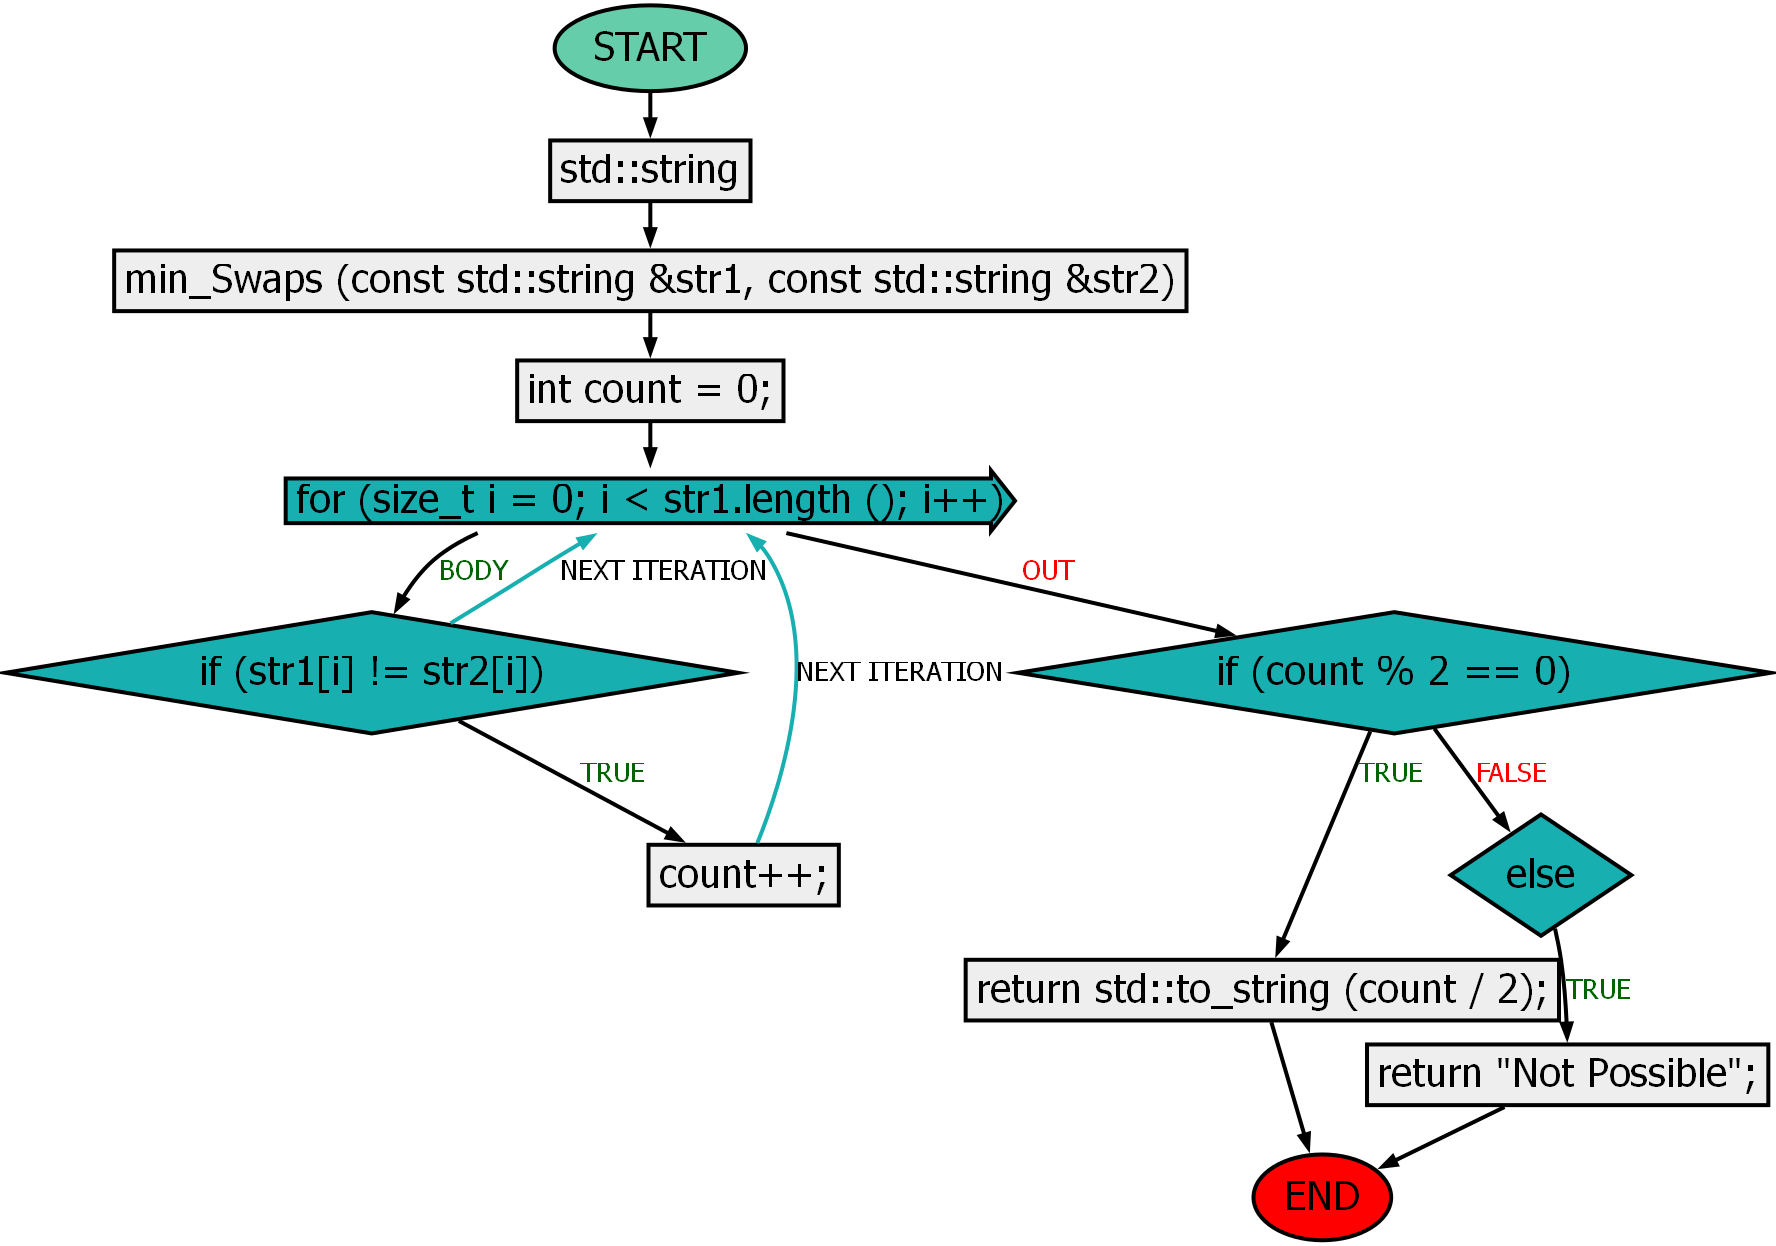 START
std::string
min_Swaps (const std::string &str1, const std::string &str2)
int count = 0;
for (size_t i = 0; i < str1.length (); i++)
BODY
NEXT ITERATION
OUT
if (str1[i] != str2[i])
NEXT ITERATION
if (count % 2 == 0)
TRUE
TRUE
FALSE
count++;
else
return std::to_string (count / 2);
TRUE
return "Not Possible";
END